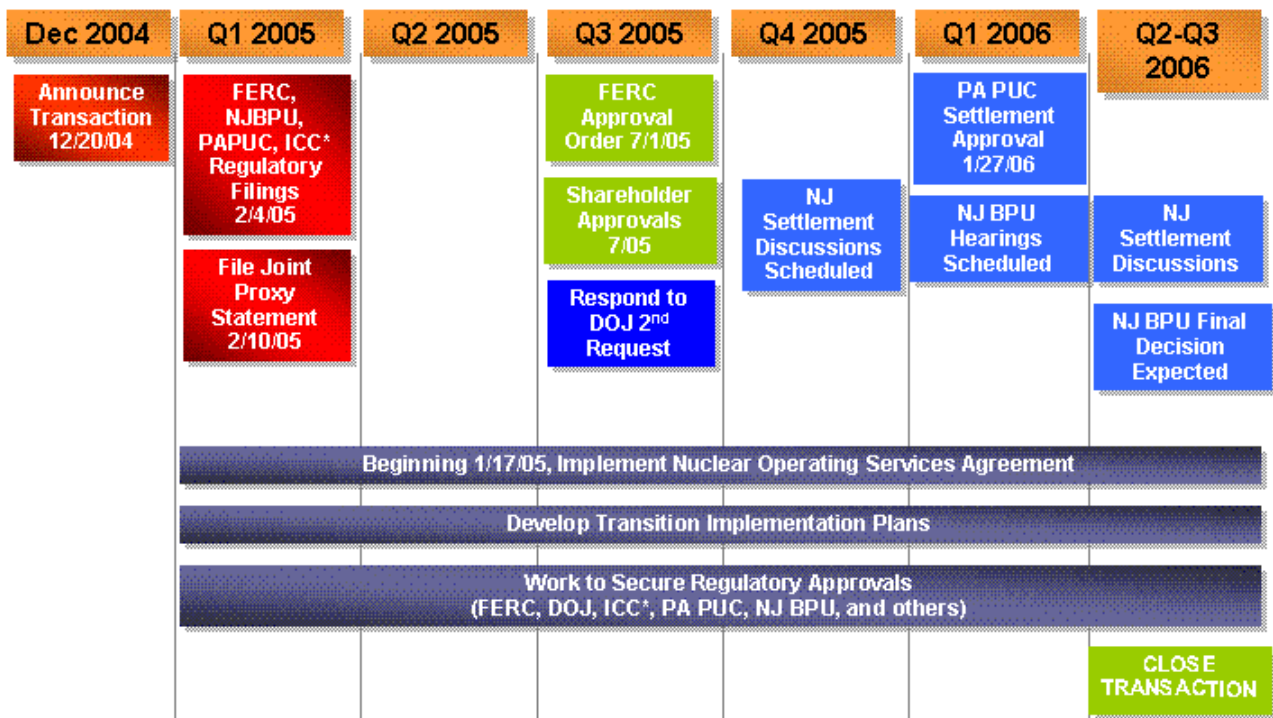 Dec 2004
Q1 2005
Q2 2005
Q3 2005
Q4 2005
Q1 2006
Q2-Q3
2006
Announce
Transaction
12/20/04
FERC,
NJBPU,
PAPUC, ICC*
Regulatory
Filings
2/4/05
File Joint
Proxy
Statement
2/10/05
FERC
Approval
Order 7/1/05
Shareholder
Approvals
7/05
Respond to
DOJ 2nd
Request
NJ
Settlement
Discussions
Scheduled
PA PUC
Settlement
Approval
1/27/06
NJ BPU
Hearings
Scheduled
NJ
Settlement
Discussions
NJ BPU Final
Decision
Expected
Beginning 1/17/05, Implement Nuclear Operating Services Agreement
Develop Transition Implementation Plans
Work to Secure Regulatory Approvals
(FERC, DOJ, ICC*, PA PUC, NJ BPU, and others)
CLOSE
TRANSACTION